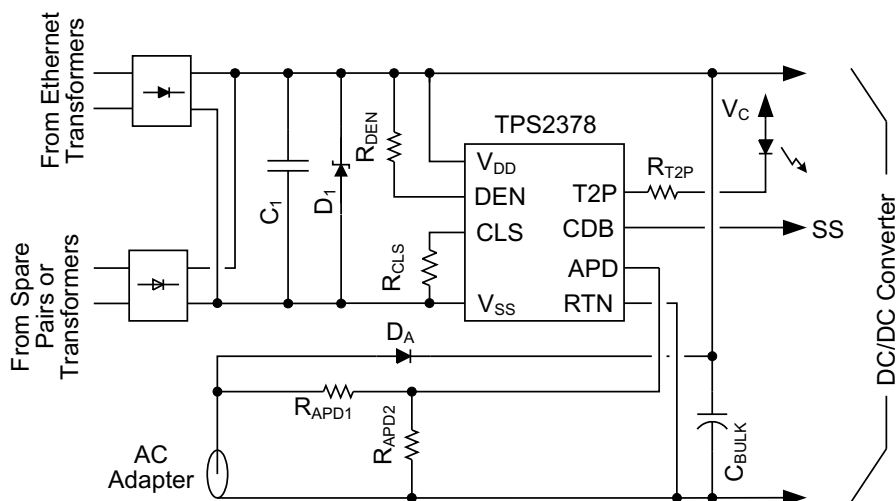 From Ethernet
Transformers
From Spare
Pairs or
Transformers
C1
D1
RDEN
RCLS
TPS2378
VDD
DEN
CLS
VSS
T2P
CDB
APD
RTN
RT2P
VC
SS
DC/DC Converter
DA
RAPD1
RAPD2
CBULK
AC
Adapter